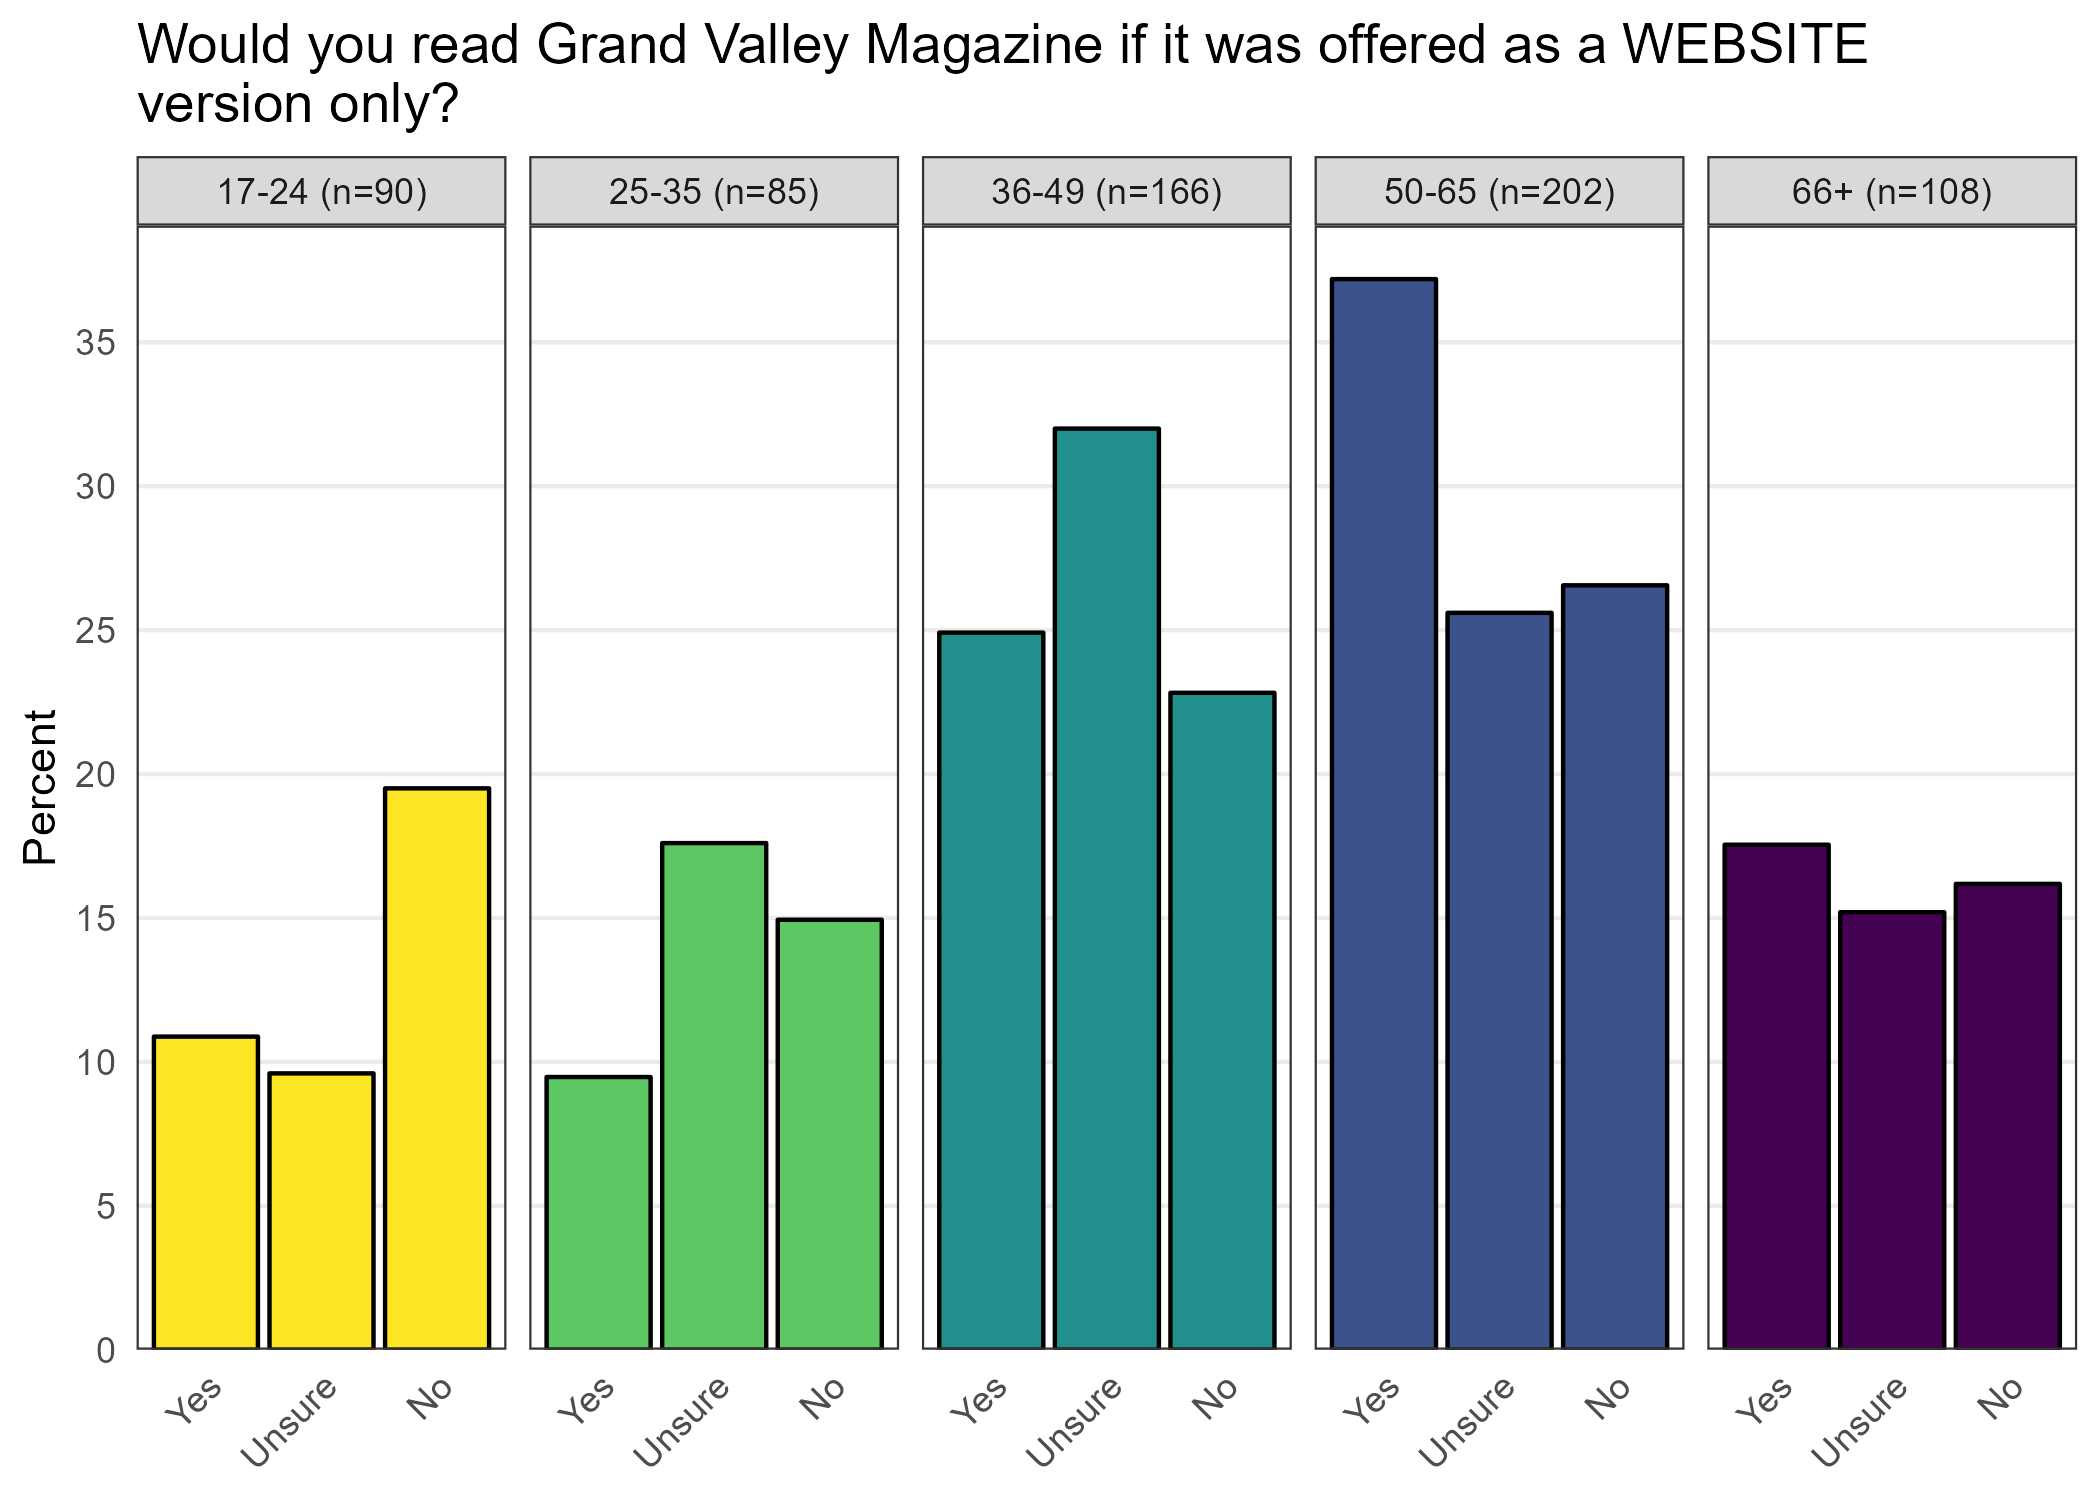 Would you read Grand Valley Magazine if it was offered as a WEBSITE
version only?
17-24 (n=90)
25-35 (n=85)
36-49 (n=166)
50-65 (n=202)
66+ (n=108)
Percent
35
30
25
20
15
10
5
0
Yes
Unsure
No
Yes
Unsure
No
Yes
Unsure
No
Yes
Unsure
No
Yes
Unsure
No